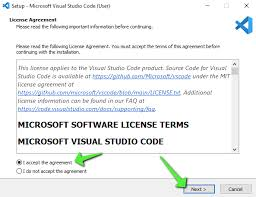 Setup - Microsoft Visual Studio Code (User)
License Agreement
Please read the following important information before continuing.
Please read the following License Agreement. You must accept the terms of this agreement before
continuing with the installation.
This license applies to the Visual Studio Code product. Source Code for Visual
Studio Code is available at https://github.com/Microsoft/vscode under the MIT
license agreement at
https://github.com/microsoft/vscode/blob/main/LICENSE.txt. Additional
license information can be found in our FAQ at
https://code.visualstudio.com/docs/supporting/faq.
MICROSOFT SOFTWARE LICENSE TERMS
MICROSOFT VISUAL STUDIO CODE
I accept the agreement
I do not accept the agreement
Next >
Cancel